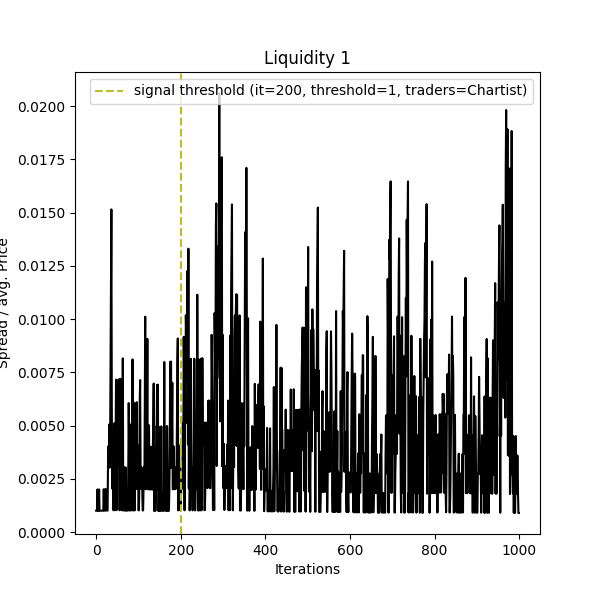 Liquidity 1
signal threshold (it=200, threshold=1, traders=Chartist)
0.0200
0.0175
0.0150
0.0125
0.0100
0.0075
0.0050
0.0025
0.0000
Spread / avg. Price
0 200 400 600 800 1000
Iterations